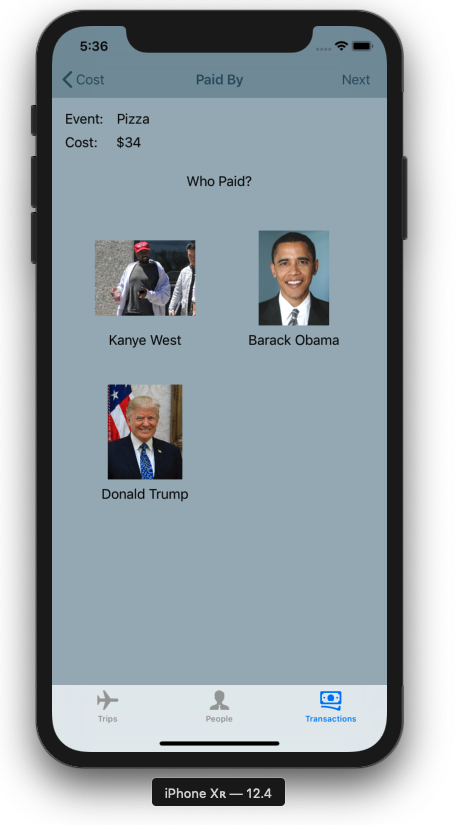 5:36
Cost Paid By Next
Event: Pizza
Cost: $34
Who Paid?
Kanye West Barack Obama
Donald Trump
Trips People Transactions
iPhone Xʀ — 12.4